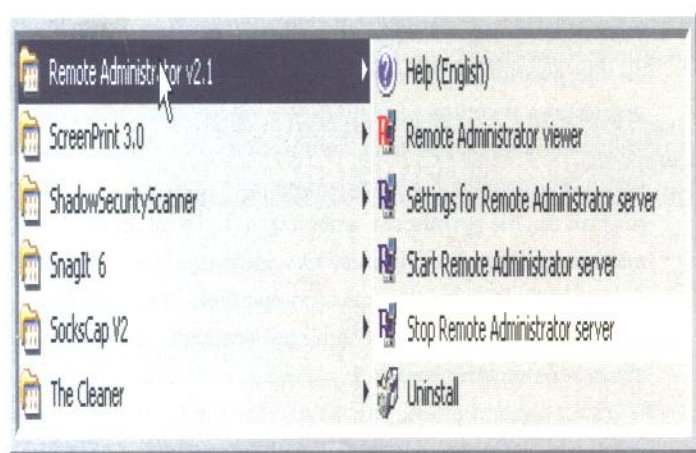 Remote Administrator v2.1
ScreenPrint 3.0
ShadowSecurityScanner
SnagIt 6
SocksCap V2
The Cleaner
Help (English)
Remote Administrator viewer
Settings for Remote Administrator server
Start Remote Administrator server
Stop Remote Administrator server
Uninstall